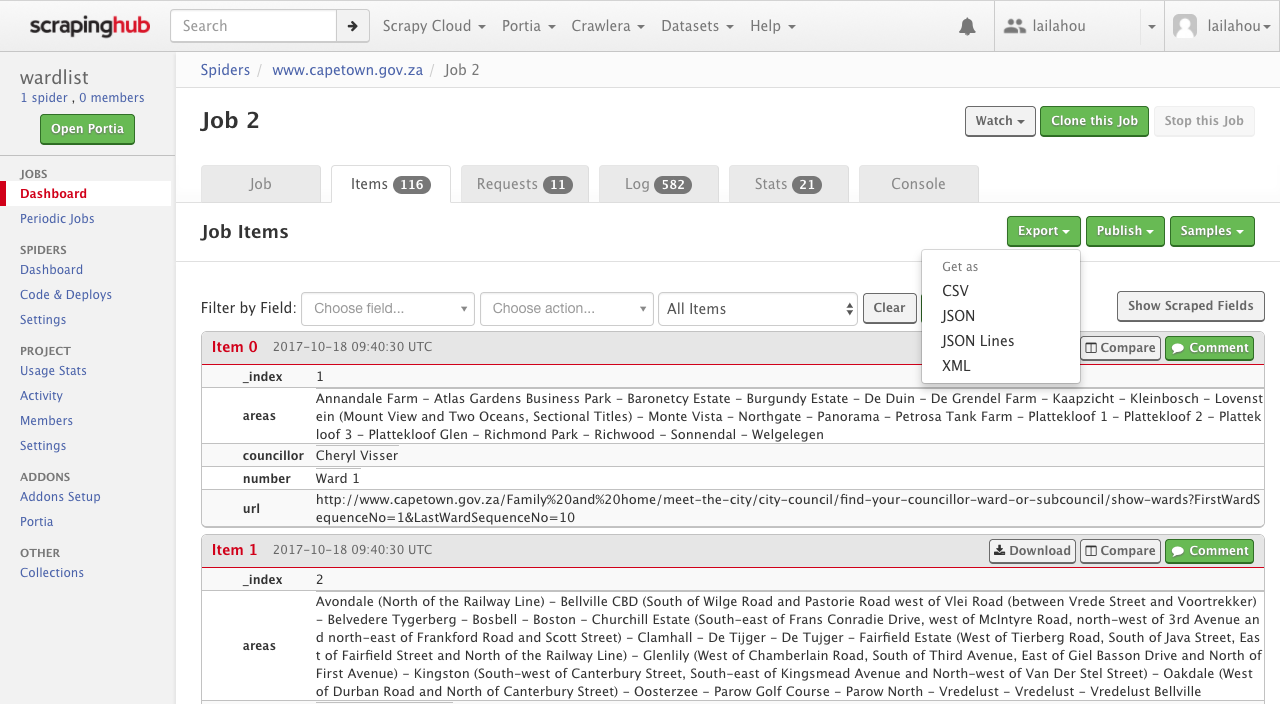 scrapinghub Search Scrapy Cloud Portia Crawlera Datasets Help lailahou lailahou
wardlist
1 spider , 0 members
Open Portia
JOBS
Dashboard
Periodic Jobs
SPIDERS
Dashboard
Code & Deploys
Settings
PROJECT
Usage Stats
Activity
Members
Settings
ADDONS
Addons Setup
Portia
OTHER
Collections
Spiders / www.capetown.gov.za / Job 2
Job 2 Watch Clone this Job Stop this Job
Job Items 116 Requests 11 Log 582 Stats 21 Console
Job Items Export Publish Samples
Get as
CSV
JSON
JSON Lines
XML
Filter by Field: Choose field... Choose action... All Items Clear Show Scraped Fields
Item 0 2017-10-18 09:40:30 UTC Compare Comment
_index 1
areas Annandale Farm - Atlas Gardens Business Park - Baronetcy Estate - Burgundy Estate - De Duin - De Grendel Farm - Kaapzicht - Kleinbosch - Lovenst
ein (Mount View and Two Oceans, Sectional Titles) - Monte Vista - Northgate - Panorama - Petrosa Tank Farm - Plattekloof 1 - Plattekloof 2 - Plattek
loof 3 - Plattekloof Glen - Richmond Park - Richwood - Sonnendal - Welgelegen
councillor Cheryl Visser
number Ward 1
url http://www.capetown.gov.za/Family%20and%20home/meet-the-city/city-council/find-your-councillor-ward-or-subcouncil/show-wards?FirstWardS
equenceNo=1&LastWardSequenceNo=10
Item 1 2017-10-18 09:40:30 UTC Download Compare Comment
_index 2
areas Avondale (North of the Railway Line) - Bellville CBD (South of Wilge Road and Pastorie Road west of Vlei Road (between Vrede Street and Voortrekker)
- Belvedere Tygerberg - Bosbell - Boston - Churchill Estate (South-east of Frans Conradie Drive, west of McIntyre Road, north-west of 3rd Avenue an
d north-east of Frankford Road and Scott Street) - Clamhall - De Tijger - De Tujger - Fairfield Estate (West of Tierberg Road, South of Java Street, Eas
t of Fairfield Street and North of the Railway Line) - Glenlily (West of Chamberlain Road, South of Third Avenue, East of Giel Basson Drive and North of
First Avenue) - Kingston (South-west of Canterbury Street, South-east of Kingsmead Avenue and North-west of Van Der Stel Street) - Oakdale (West
of Durban Road and North of Canterbury Street) - Oosterzee - Parow Golf Course - Parow North - Vredelust - Vredelust - Vredelust Bellville